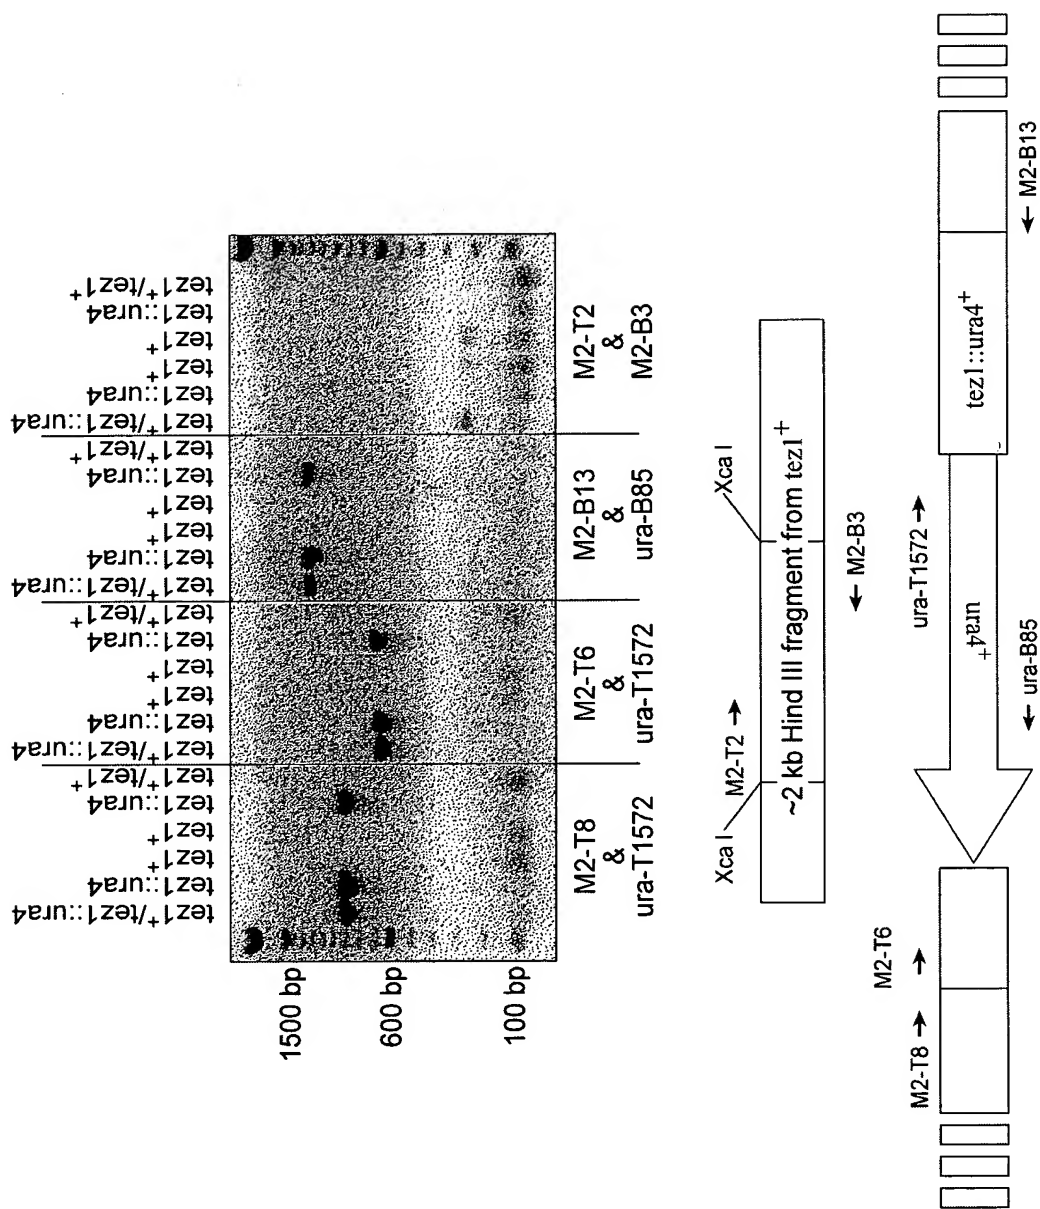 tez1⁺/tez1⁺
tez1::ura4
tez1⁺
tez1⁺
tez1::ura4
tez1⁺/tez1::ura4
tez1⁺/tez1⁺
tez1::ura4
tez1⁺
tez1⁺
tez1::ura4
tez1⁺/tez1::ura4
tez1⁺/tez1⁺
tez1::ura4
tez1⁺
tez1⁺
tez1::ura4
tez1⁺/tez1::ura4
tez1⁺/tez1⁺
tez1::ura4
tez1⁺
tez1⁺
tez1::ura4
tez1⁺/tez1::ura4
1500 bp
600 bp
100 bp
M2-T8
&
ura-T1572
M2-T6
&
ura-T1572
M2-B13
&
ura-B85
M2-T2
&
M2-B3
Xca I
M2-T2
Xca I
~2 kb Hind III fragment from tez1⁺
M2-B3
M2-T8
M2-T6
ura-T1572
ura4⁺
tez1::ura4⁺
ura-B85
M2-B13